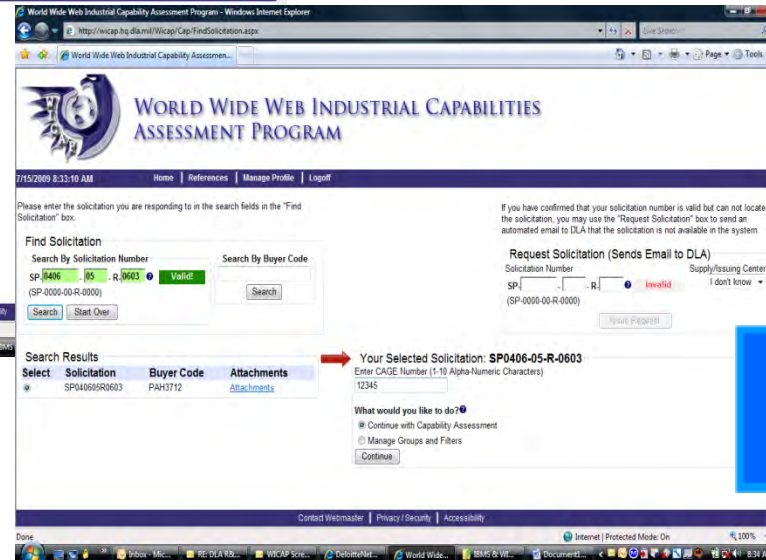 World Wide Web Industrial Capability Assessment Program - Windows Internet Explorer
http://wicap.hq.dla.mil/Wicap/Cap/FindSolicitation.aspx
Live Search
World Wide Web Industrial Capability Assessmen...
Page
Tools
WORLD WIDE WEB INDUSTRIAL CAPABILITIES
ASSESSMENT PROGRAM
7/15/2009 8:33:10 AM
Home | References | Manage Profile | Logoff
Please enter the solicitation you are responding to in the search fields in the "Find
Solicitation" box.
If you have confirmed that your solicitation number is valid but can not locate
the solicitation, you may use the "Request Solicitation" box to send an
automated email to DLA that the solicitation is not available in the system.
Find Solicitation
Search By Solicitation Number
SP- 0406 - 05 - R- 0603 Valid!
(SP-0000-00-R-0000)
Search
Start Over
Search By Buyer Code
Search
Request Solicitation (Sends Email to DLA)
Solicitation Number
Supply/Issuing Center
SP- - - R- Invalid
I don't know
(SP-0000-00-R-0000)
Search Results
Select Solicitation Buyer Code Attachments
SP040605R0603 PAH3712 Attachments
Your Selected Solicitation: SP0406-05-R-0603
Enter CAGE Number (1-10 Alpha-Numeric Characters)
12345
What would you like to do?
Continue with Capability Assessment
Manage Groups and Filters
Continue
Contact Webmaster | Privacy / Security | Accessibility
Done
Internet | Protected Mode: On
100%
Inbox - Mic...
RE: DLA R&...
WICAP Scre...
DeloitteNet...
World Wide...
IBMS & WI...
Document1...
8:34 A